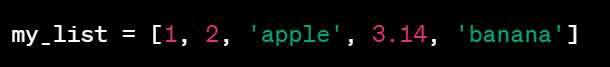 my_list = [1, 2, 'apple', 3.14, 'banana']